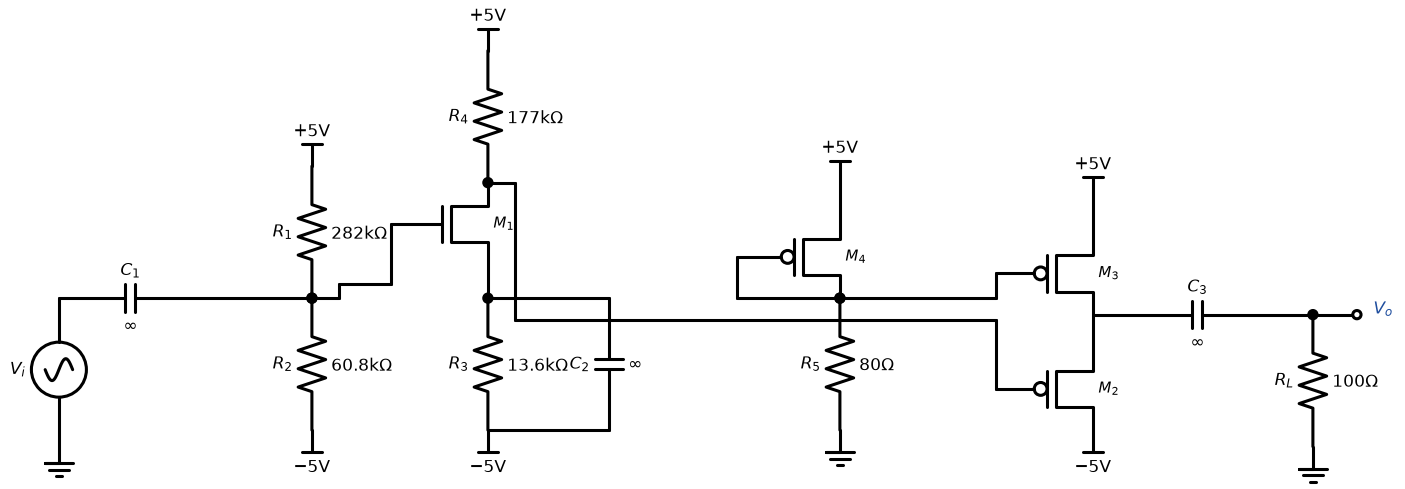 +5V
R₄
177kΩ
+5V
R₁
282kΩ
M₁
+5V
M₄
+5V
M₃
C₁
∞
C₃
∞
Vₒ
Vᵢ
R₂
60.8kΩ
R₃
13.6kΩ
C₂
∞
R₅
80Ω
M₂
R_L
100Ω
−5V
−5V
−5V